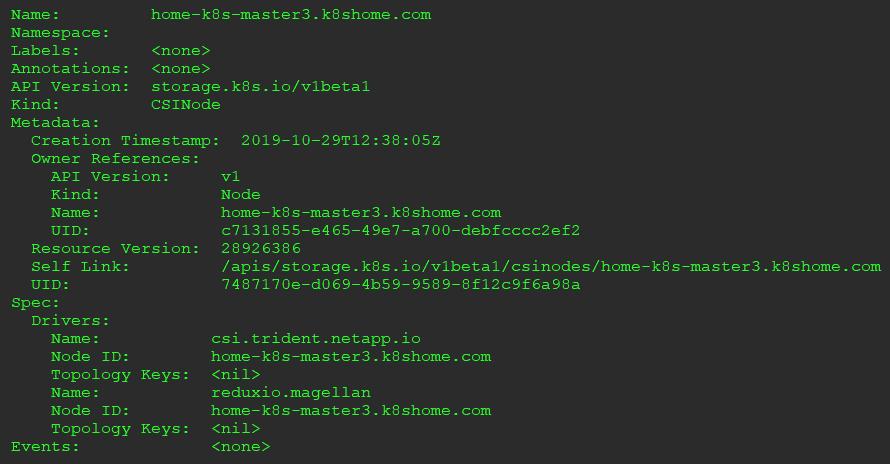 Name:         home-k8s-master3.k8shome.com
Namespace:
Labels:       <none>
Annotations:  <none>
API Version:  storage.k8s.io/v1beta1
Kind:         CSINode
Metadata:
  Creation Timestamp:  2019-10-29T12:38:05Z
  Owner References:
    API Version:     v1
    Kind:            Node
    Name:            home-k8s-master3.k8shome.com
    UID:             c7131855-e465-49e7-a700-debfcccc2ef2
  Resource Version:  28926386
  Self Link:         /apis/storage.k8s.io/v1beta1/csinodes/home-k8s-master3.k8shome.com
  UID:               7487170e-d069-4b59-9589-8f12c9f6a98a
Spec:
  Drivers:
    Name:           csi.trident.netapp.io
    Node ID:        home-k8s-master3.k8shome.com
    Topology Keys:  <nil>
    Name:           reduxio.magellan
    Node ID:        home-k8s-master3.k8shome.com
    Topology Keys:  <nil>
Events:             <none>